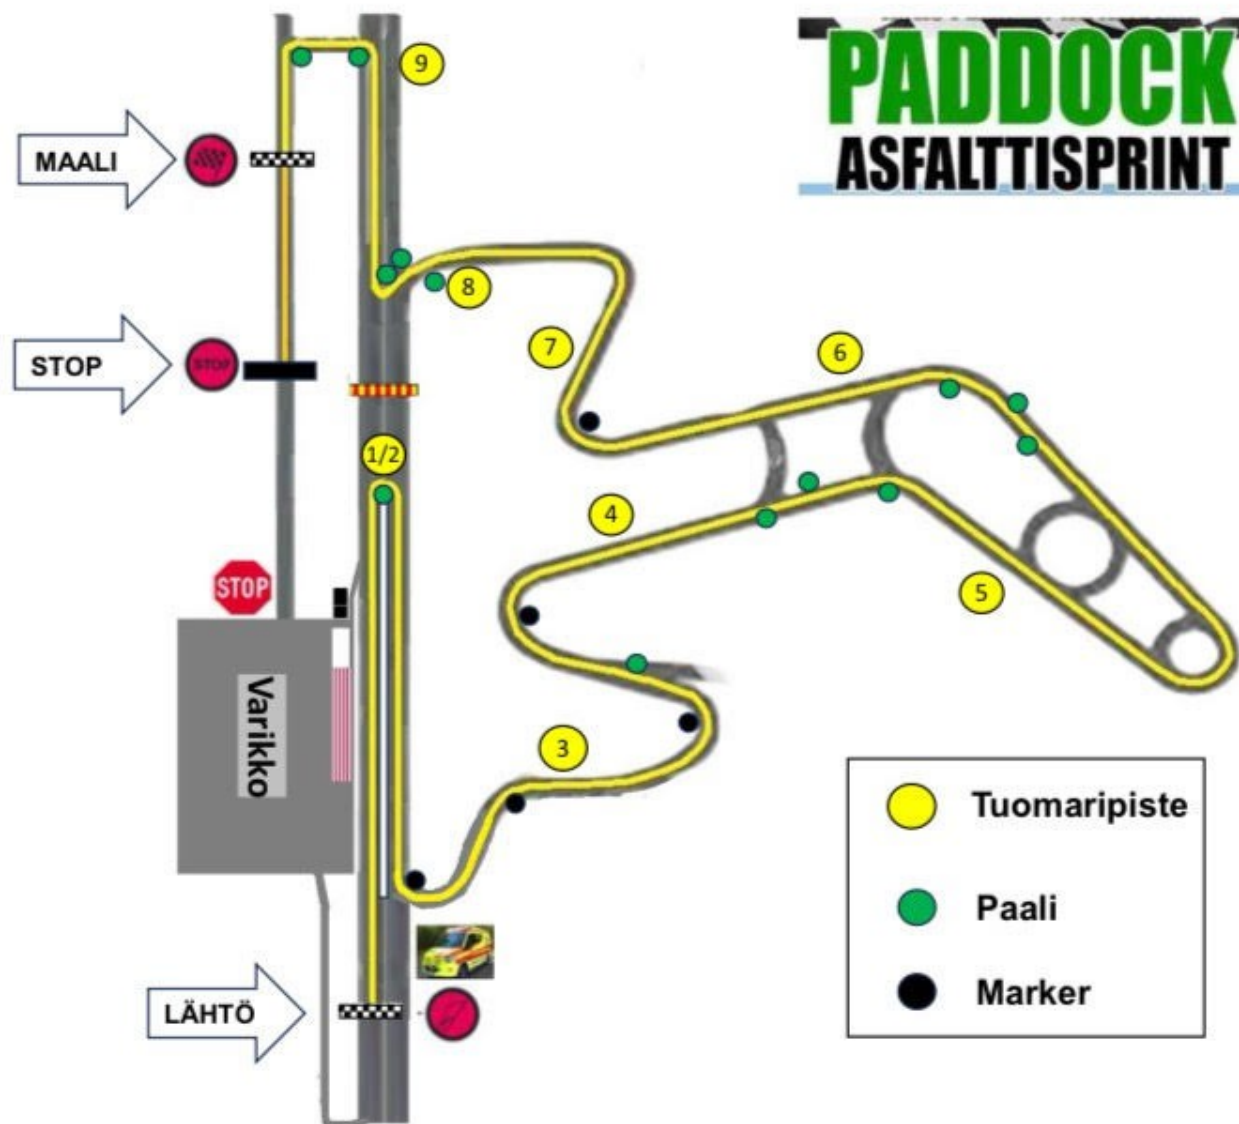 PADDOCK
ASFALTTISPRINT
9
MAALI
8
7
6
STOP
STOP
1/2
4
STOP
5
Varikko
3
Tuomaripiste
Paali
Marker
LÄHTÖ